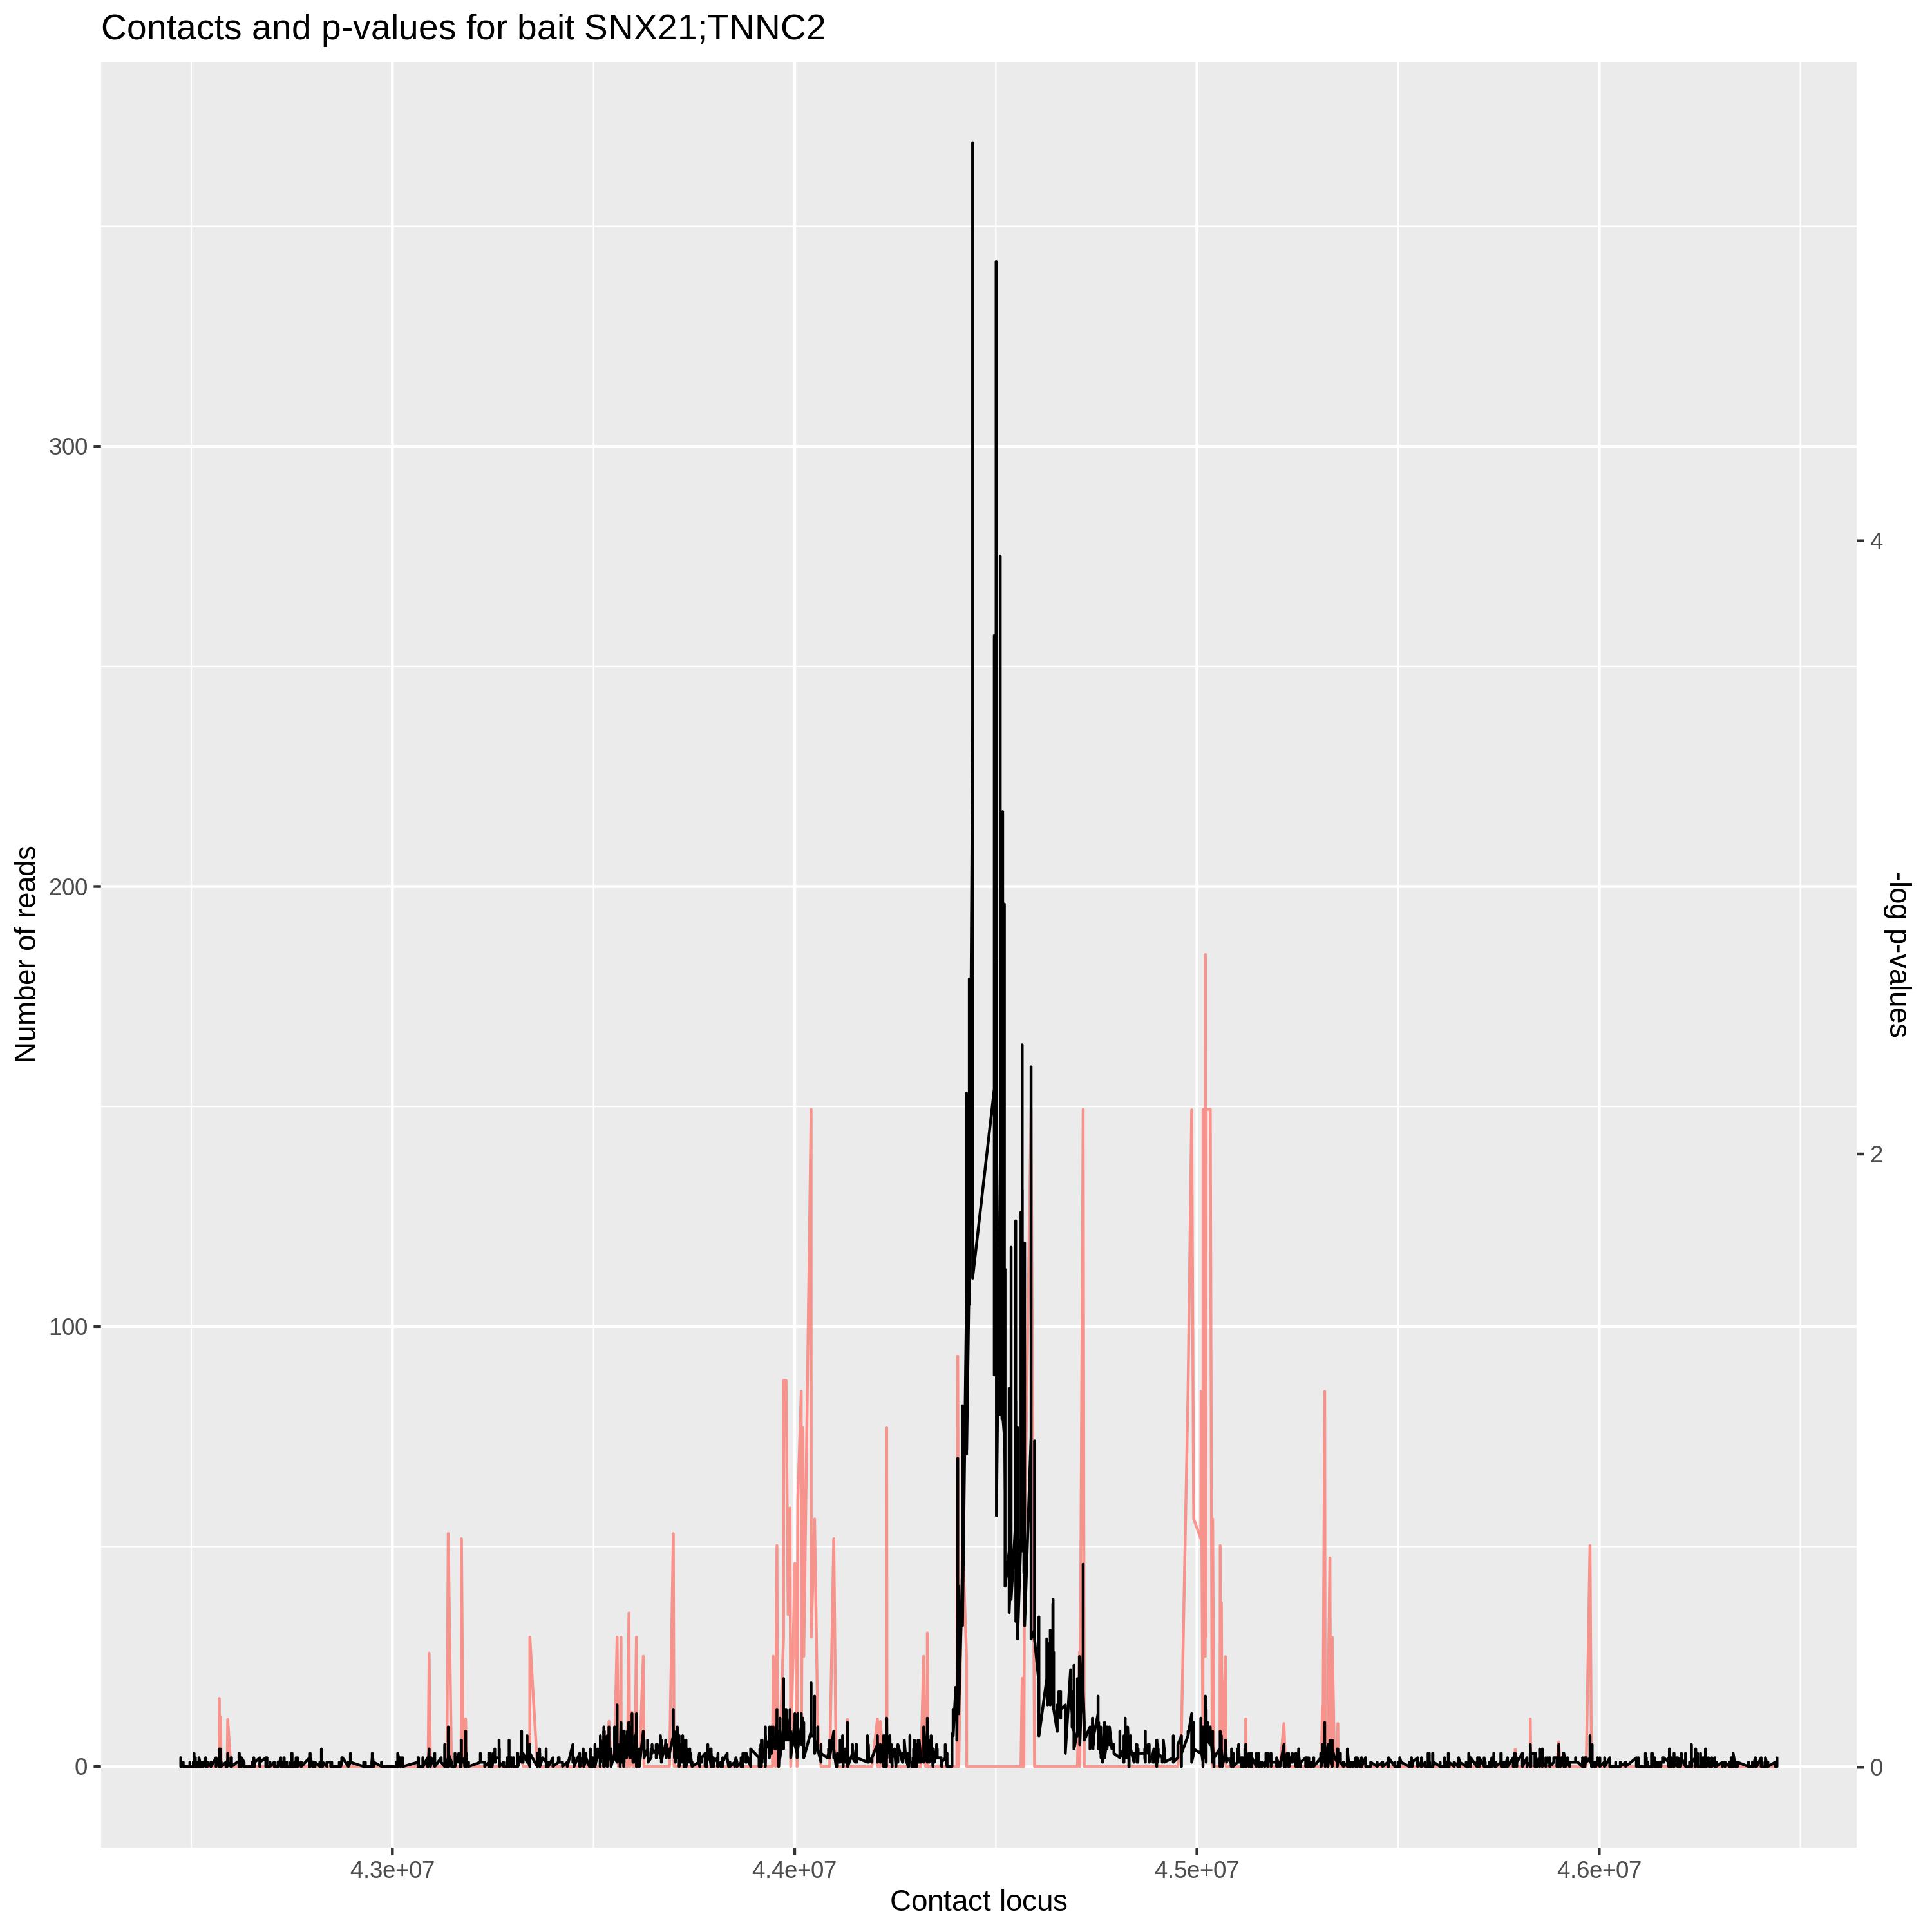 Contacts and p-values for bait SNX21;TNNC2
Number of reads
300
200
100
0
4
2
0
-log p-values
4.3e+07 4.4e+07 4.5e+07 4.6e+07
Contact locus